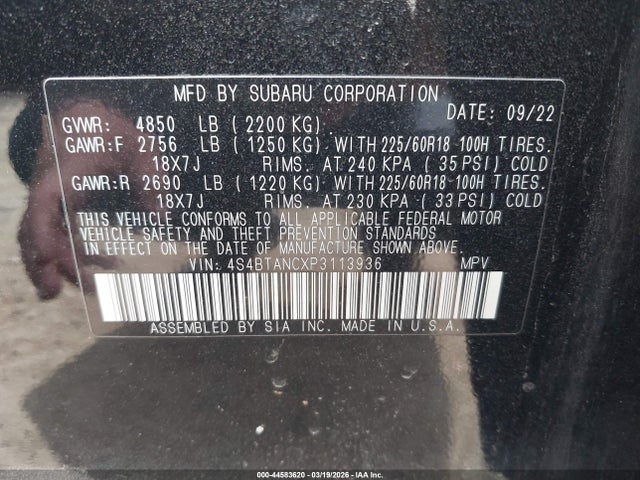 MFD BY SUBARU CORPORATION
DATE: 09/22
GVWR: 4850 LB ( 2200 KG)
GAWR:F 2756 LB ( 1250 KG) WITH 225/60R18 100H TIRES.
18X7J RIMS. AT 240 KPA ( 35 PSI) COLD
GAWR:R 2690 LB ( 1220 KG) WITH 225/60R18 100H TIRES.
18X7J RIMS. AT 230 KPA ( 33 PSI) COLD
THIS VEHICLE CONFORMS TO ALL APPLICABLE FEDERAL MOTOR
VEHICLE SAFETY AND THEFT PREVENTION STANDARDS
IN EFFECT ON THE DATE OF MANUFACTURE SHOWN ABOVE.
VIN: 4S4BTANCXP3113936 MPV
ASSEMBLED BY SIA INC. MADE IN U.S.A.
000-44583620 - 03/19/2026 - IAA Inc.